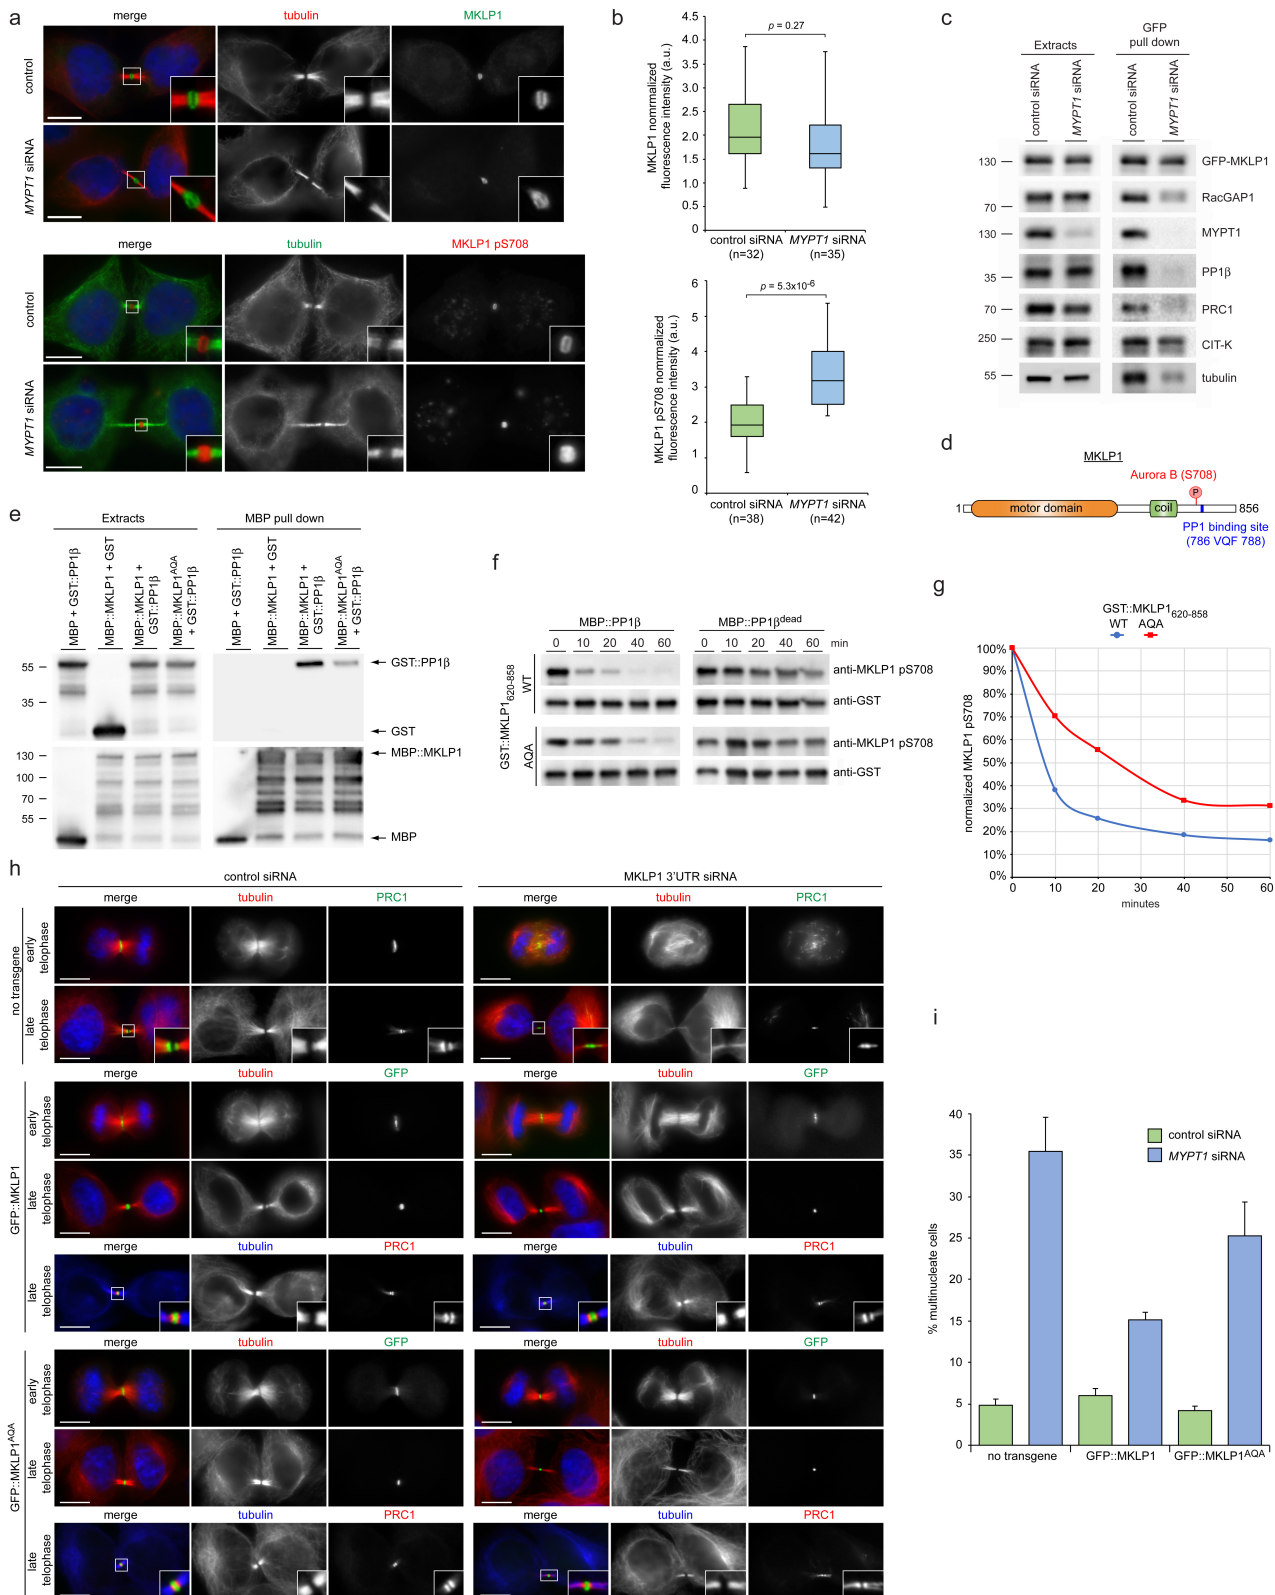 a
merge
tubulin
MKLP1
control
MYPT1 siRNA
merge
tubulin
MKLP1 pS708
control
MYPT1 siRNA
b
MKLP1 nomrmalized
fluorescence intensity (a.u.)
4.5
4.0
3.5
3.0
2.5
2.0
1.5
1.0
0.5
0
p = 0.27
control siRNA
(n=32)
MYPT1 siRNA
(n=35)
MKLP1 pS708 nomrmalized
fluorescence intensity (a.u.)
6
5
4
3
2
1
0
p = 5.3x10-6
control siRNA
(n=38)
MYPT1 siRNA
(n=42)
c
Extracts
GFP
pull down
control siRNA
MYPT1 siRNA
control siRNA
MYPT1 siRNA
130
GFP-MKLP1
70
RacGAP1
130
MYPT1
35
PP1β
70
PRC1
250
CIT-K
55
tubulin
d
MKLP1
Aurora B (S708)
P
1
motor domain
coil
856
PP1 binding site
(786 VQF 788)
e
Extracts
MBP pull down
MBP + GST::PP1β
MBP::MKLP1 + GST
MBP::MKLP1 +
GST::PP1β
MBP::MKLP1AQA
+ GST::PP1β
MBP + GST::PP1β
MBP::MKLP1 + GST
MBP::MKLP1 +
GST::PP1β
MBP::MKLP1AQA
+ GST::PP1β
55
35
GST::PP1β
GST
130
100
70
55
MBP::MKLP1
MBP
f
MBP::PP1β
MBP::PP1βdead
0 10 20 40 60
0 10 20 40 60 min
GST::MKLP1620-858
WT
AQA
anti-MKLP1 pS708
anti-GST
anti-MKLP1 pS708
anti-GST
g
GST::MKLP1620-858
WT AQA
normalized MKLP1 pS708
100%
90%
80%
70%
60%
50%
40%
30%
20%
10%
0%
0 10 20 30 40 50 60
minutes
h
control siRNA
MKLP1 3'UTR siRNA
merge tubulin PRC1 merge tubulin PRC1
no transgene
early
telophase
late
telophase
merge tubulin GFP merge tubulin GFP
GFP::MKLP1
early
telophase
late
telophase
merge tubulin PRC1 merge tubulin PRC1
late
telophase
merge tubulin GFP merge tubulin GFP
GFP::MKLP1AQA
early
telophase
late
telophase
merge tubulin PRC1 merge tubulin PRC1
late
telophase
i
% multinucleate cells
40
35
30
25
20
15
10
5
0
control siRNA
MYPT1 siRNA
no transgene
GFP::MKLP1
GFP::MKLP1AQA